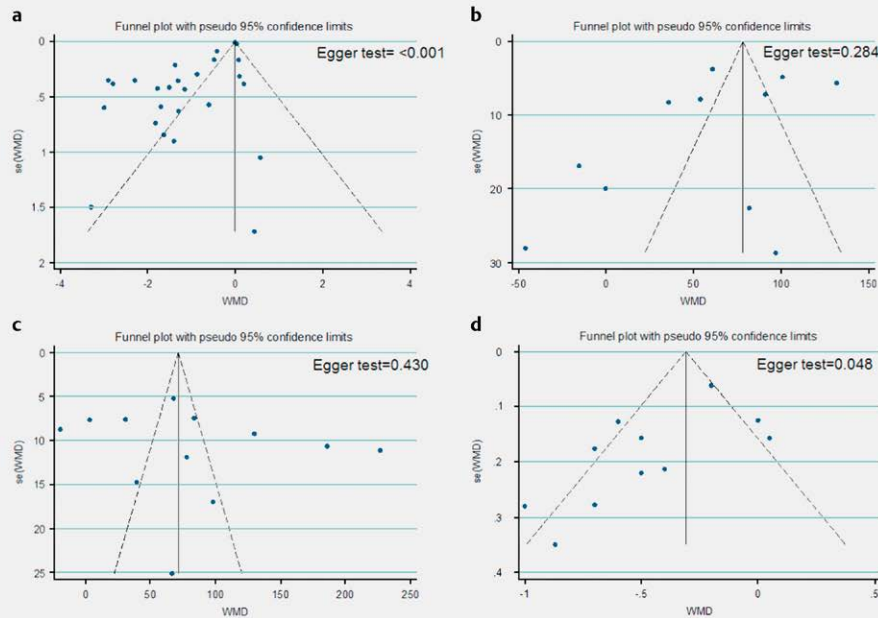 a
Funnel plot with pseudo 95% confidence limits
Egger test= <0.001
se(WMD)
0
.5
1
1.5
2
-4
-2
0
2
4
WMD
b
Funnel plot with pseudo 95% confidence limits
Egger test=0.284
se(WMD)
0
10
20
30
-50
0
50
100
150
WMD
c
Funnel plot with pseudo 95% confidence limits
Egger test=0.430
se(WMD)
0
5
10
15
20
25
0
50
100
150
200
250
WMD
d
Funnel plot with pseudo 95% confidence limits
Egger test=0.048
se(WMD)
0
.1
.2
.3
.4
-1
-.5
0
.5
WMD